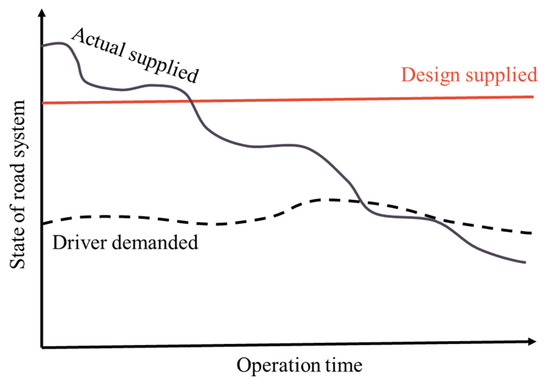 Actual supplied
Design supplied
Driver demanded
State of road system
Operation time